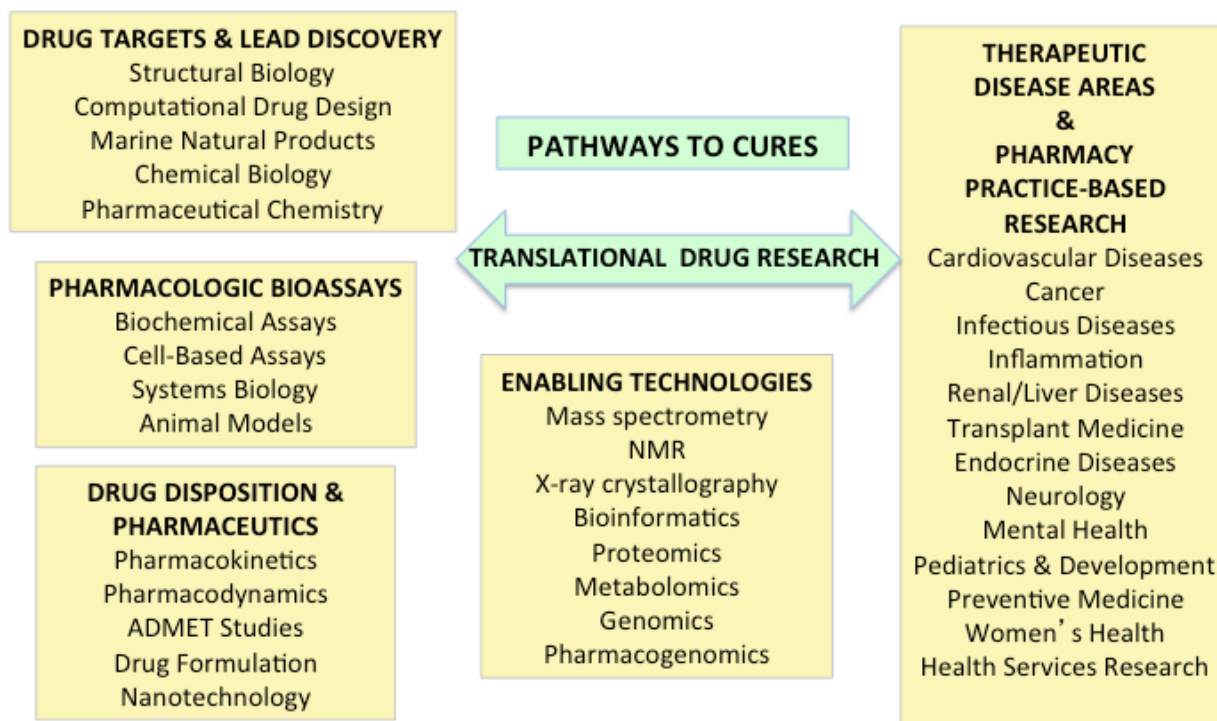 DRUG TARGETS & LEAD DISCOVERY
Structural Biology
Computational Drug Design
Marine Natural Products
Chemical Biology
Pharmaceutical Chemistry
PHARMACOLOGIC BIOASSAYS
Biochemical Assays
Cell-Based Assays
Systems Biology
Animal Models
DRUG DISPOSITION &
PHARMACEUTICS
Pharmacokinetics
Pharmacodynamics
ADMET Studies
Drug Formulation
Nanotechnology
PATHWAYS TO CURES
TRANSLATIONAL DRUG RESEARCH
ENABLING TECHNOLOGIES
Mass spectrometry
NMR
X-ray crystallography
Bioinformatics
Proteomics
Metabolomics
Genomics
Pharmacogenomics
THERAPEUTIC
DISEASE AREAS
&
PHARMACY
PRACTICE-BASED
RESEARCH
Cardiovascular Diseases
Cancer
Infectious Diseases
Inflammation
Renal/Liver Diseases
Transplant Medicine
Endocrine Diseases
Neurology
Mental Health
Pediatrics & Development
Preventive Medicine
Women’s Health
Health Services Research